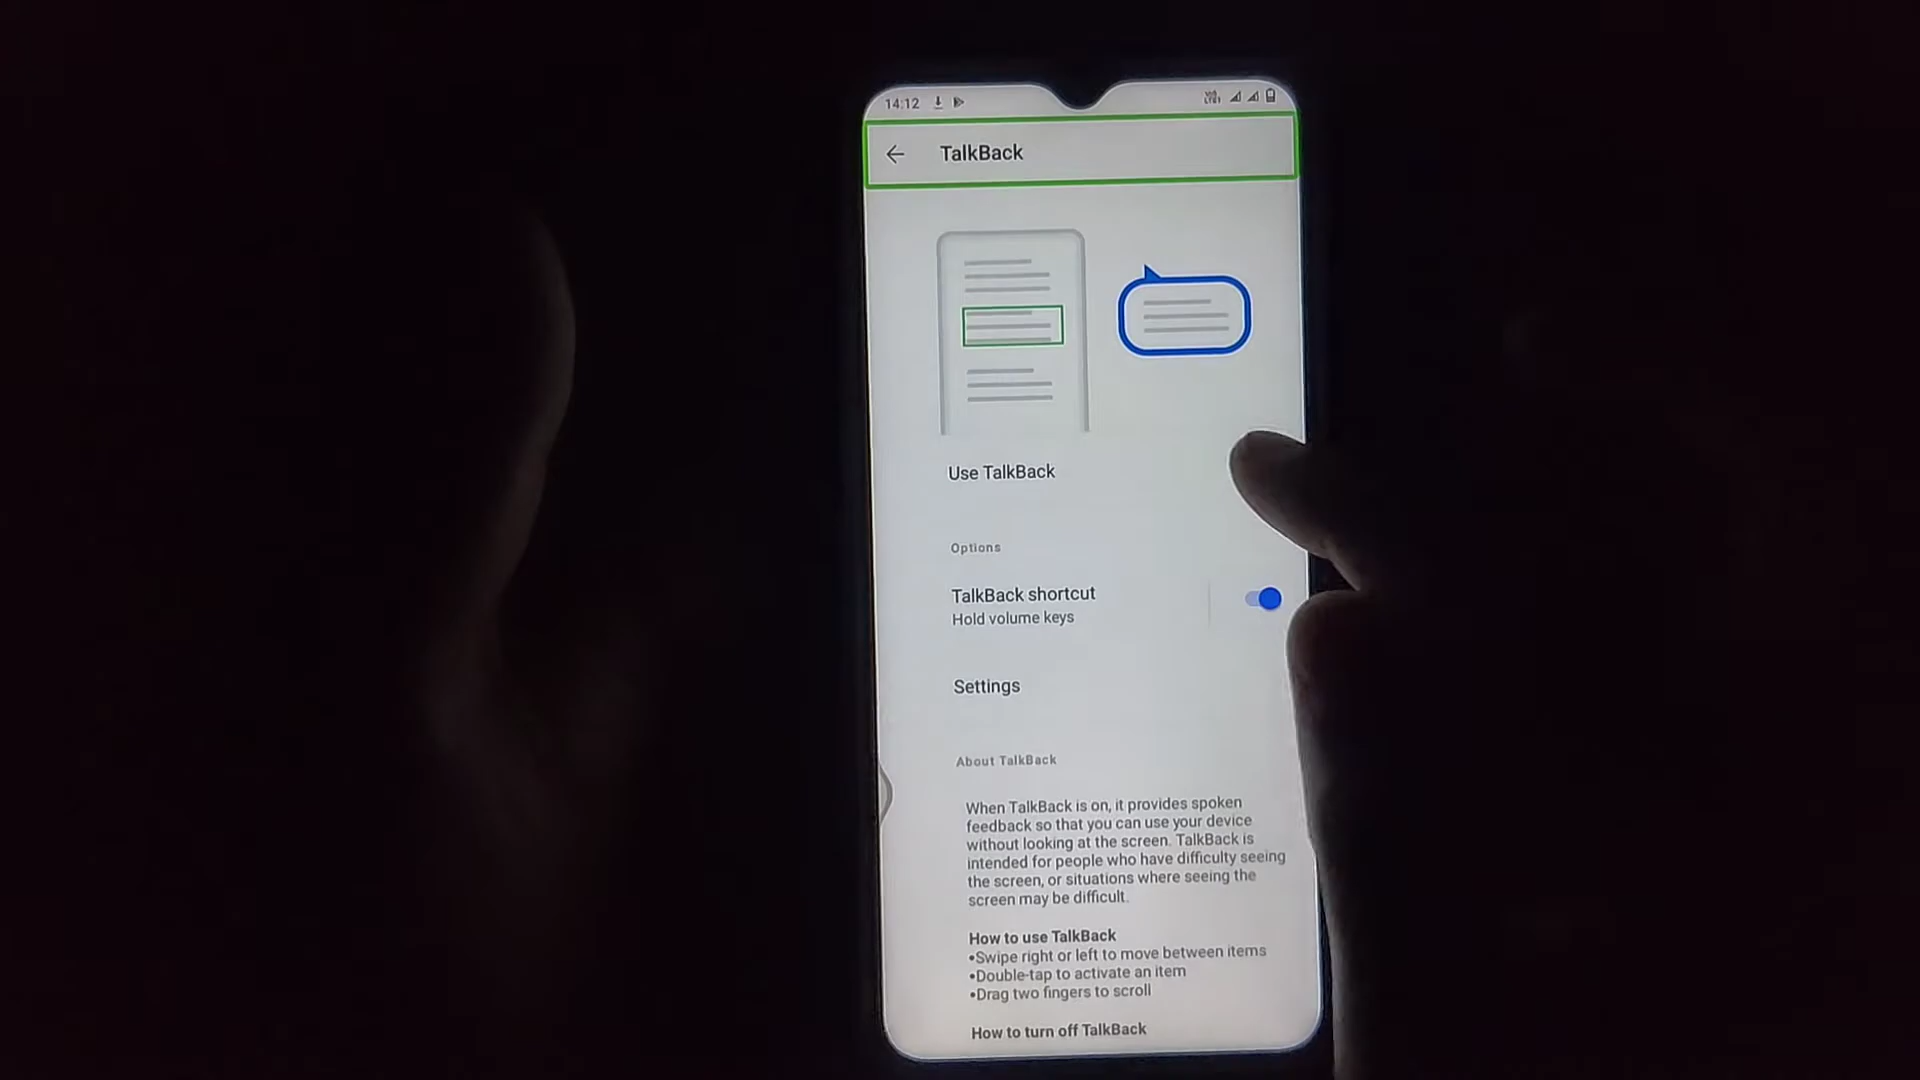 14:12
TalkBack
Use TalkBack
Options
TalkBack shortcut
Hold volume keys
Settings
About TalkBack
When TalkBack is on, it provides spoken
feedback so that you can use your device
without looking at the screen. TalkBack is
intended for people who have difficulty seeing
the screen, or situations where seeing the
screen may be difficult.
How to use TalkBack
•Swipe right or left to move between items
•Double-tap to activate an item
•Drag two fingers to scroll
How to turn off TalkBack